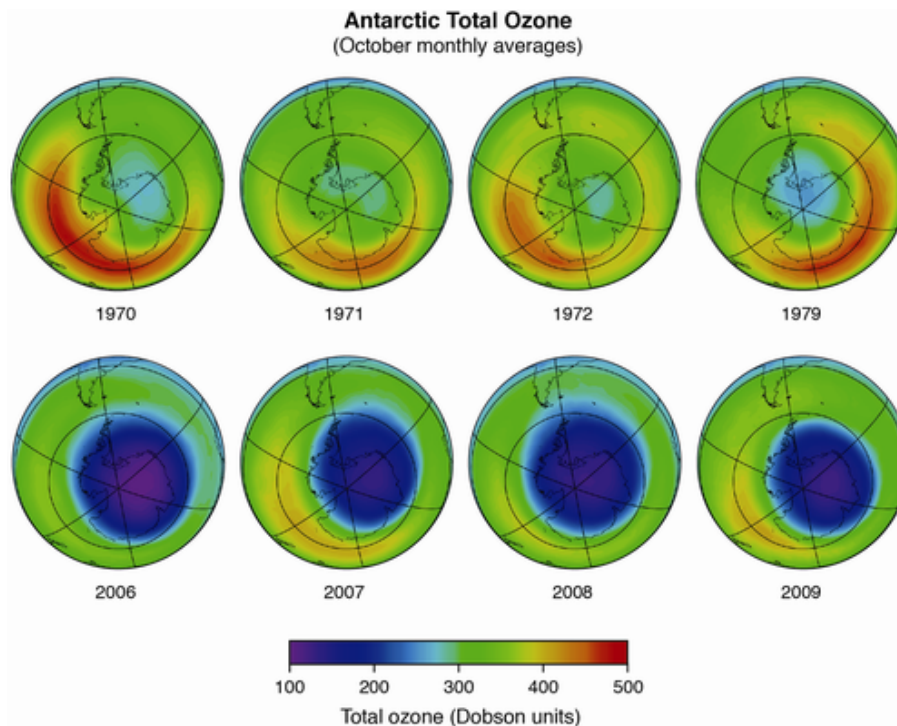 Antarctic Total Ozone
(October monthly averages)
1970
1971
1972
1979
2006
2007
2008
2009
100 200 300 400 500
Total ozone (Dobson units)